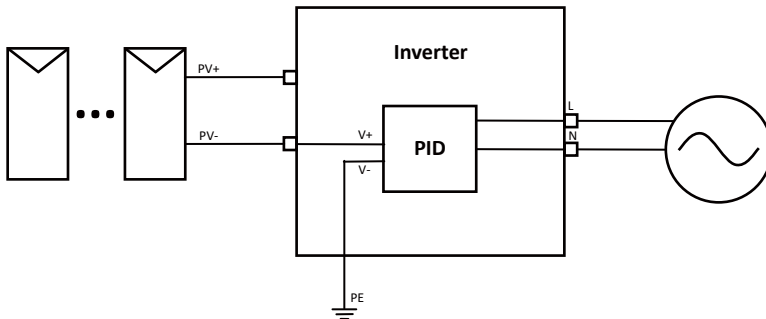 Inverter
PV+
L
PV-
V+
N
PID
V-
PE